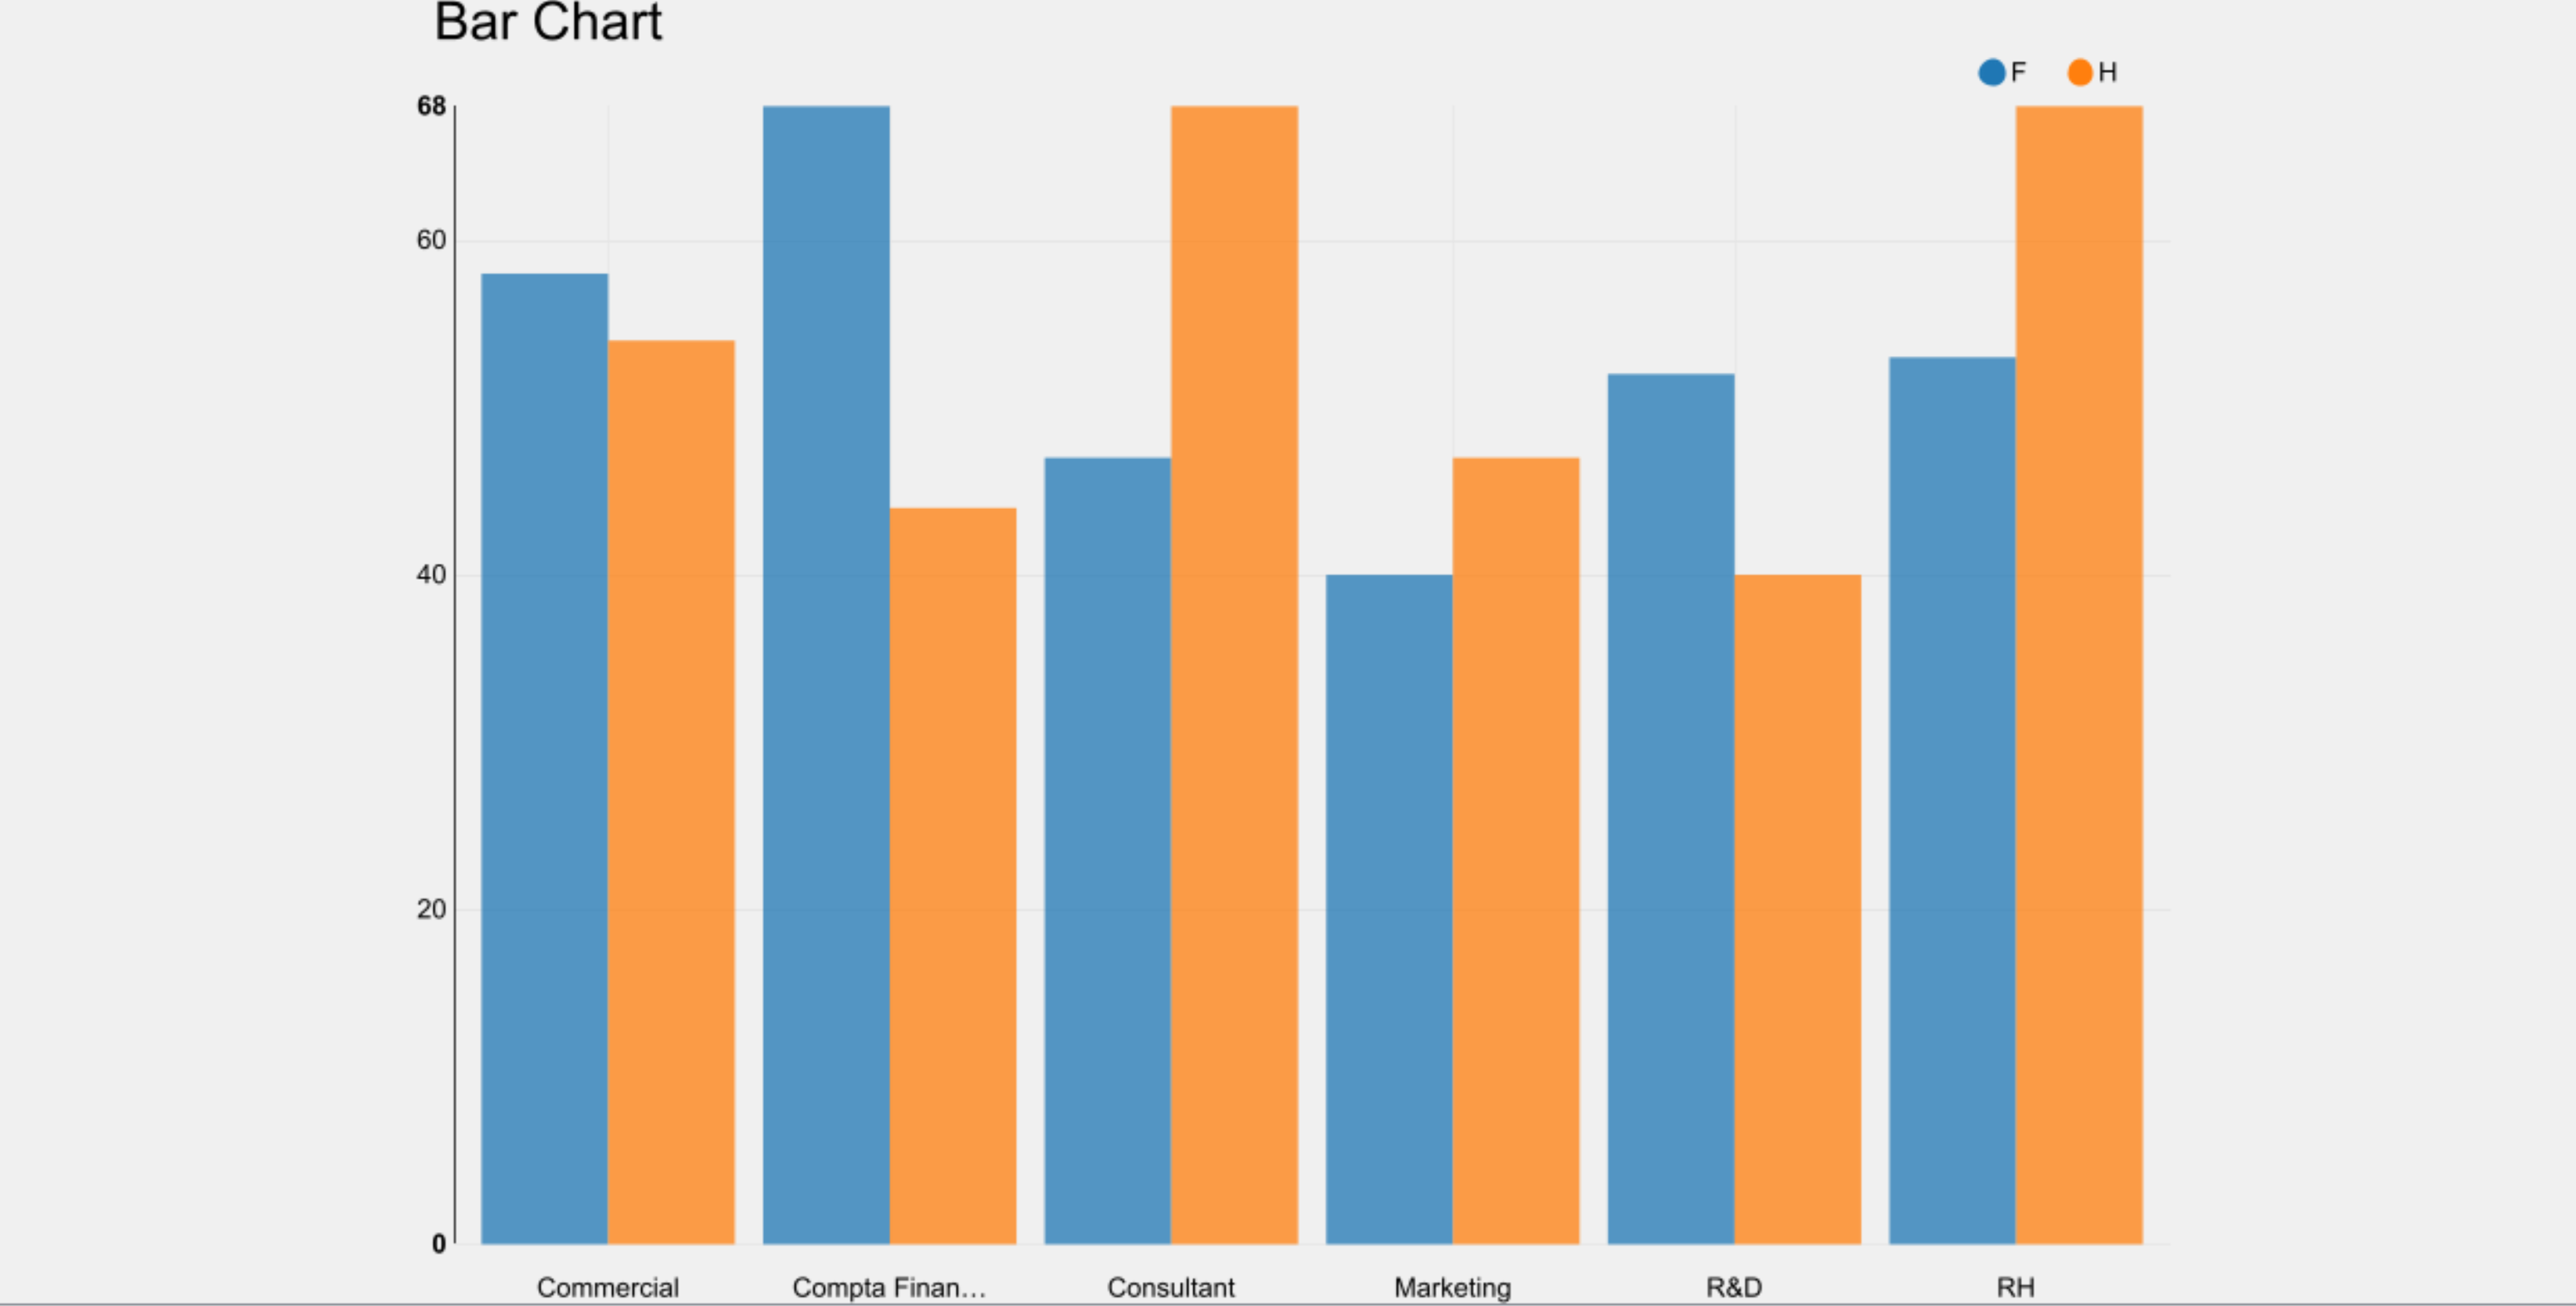 Bar Chart
F H
68
60
40
20
0
Commercial Compta Finan… Consultant Marketing R&D RH